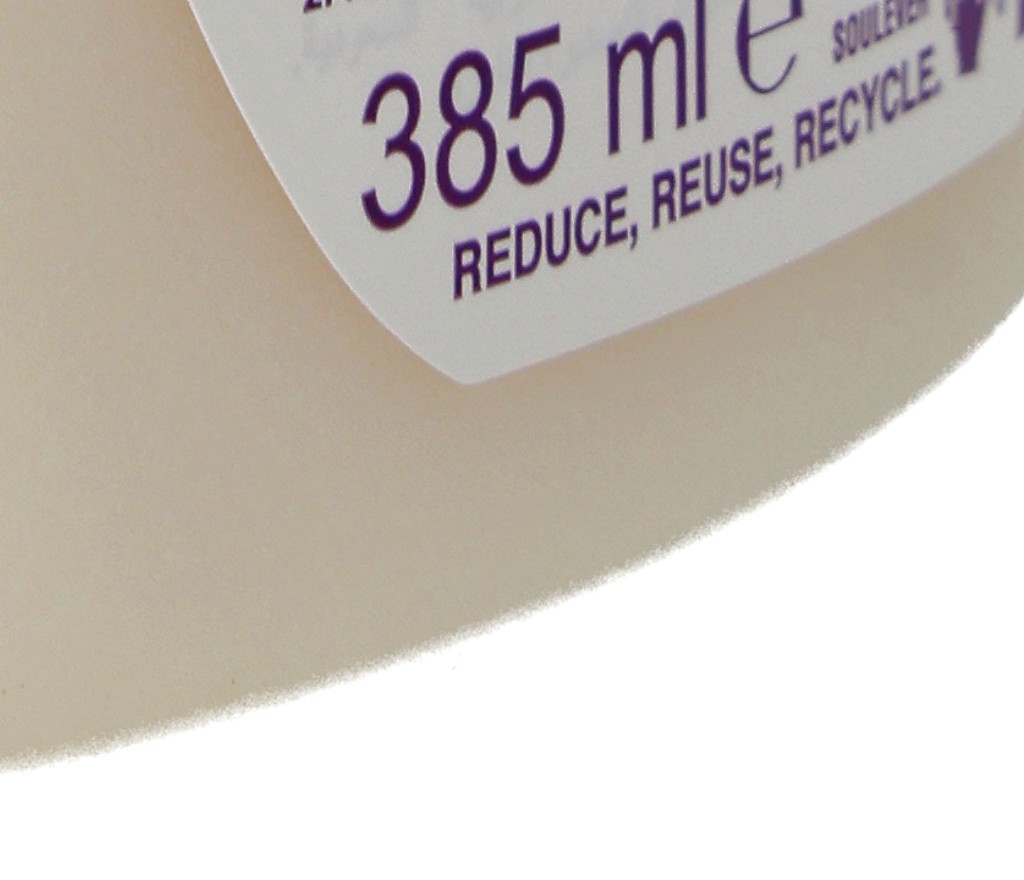 385 ml e
SOULEVER
REDUCE, REUSE, RECYCLE.